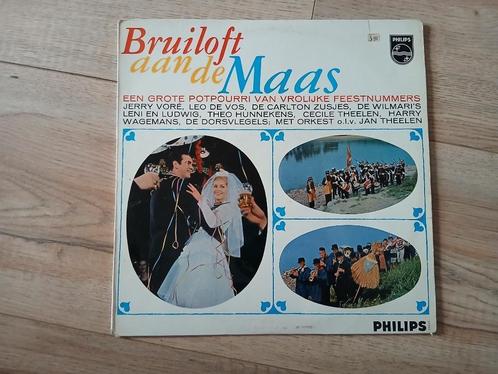 Bruiloft
aan de
Maas
PHILIPS
EEN GROTE POTPOURRI VAN VROLIJKE FEESTNUMMERS
JERRY VORÉ, LEO DE VOS, DE CARLTON ZUSJES, DE WILMARI'S
LENI EN LUDWIG, THEO HUNNEKENS, CECILE THEELEN, HARRY
WAGEMANS, DE DORSVLEGELS; MET ORKEST o.l.v. JAN THEELEN
PHILIPS